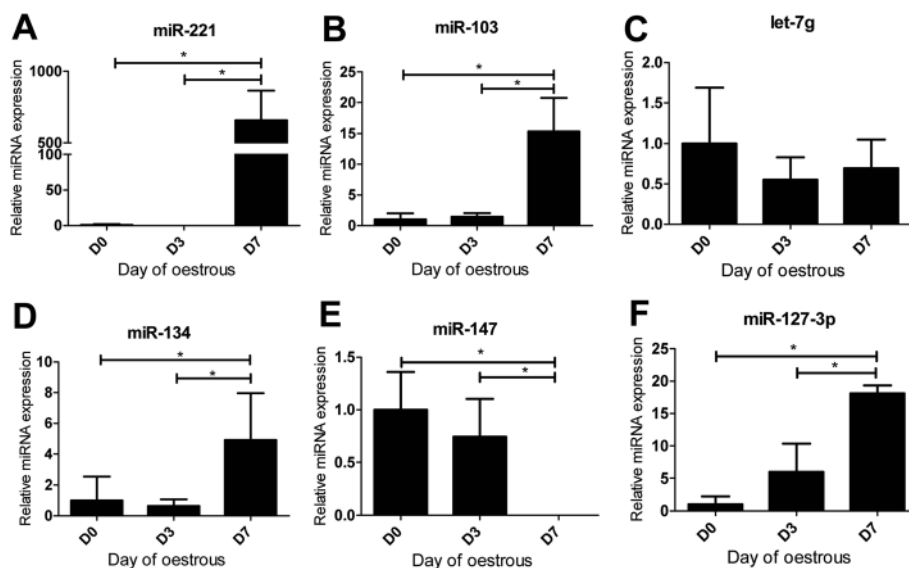 A
miR-221
Relative miRNA expression
1000
500
100
50
0
*
*
D0 D3 D7
Day of oestrous
B
miR-103
Relative miRNA expression
25
20
15
10
5
0
*
*
D0 D3 D7
Day of oestrous
C
let-7g
Relative miRNA expression
2.0
1.5
1.0
0.5
0.0
D0 D3 D7
Day of oestrous
D
miR-134
Relative miRNA expression
10
8
6
4
2
0
*
*
D0 D3 D7
Day of oestrous
E
miR-147
Relative miRNA expression
1.5
1.0
0.5
0.0
*
*
D0 D3 D7
Day of oestrous
F
miR-127-3p
Relative miRNA expression
25
20
15
10
5
0
*
*
D0 D3 D7
Day of oestrous